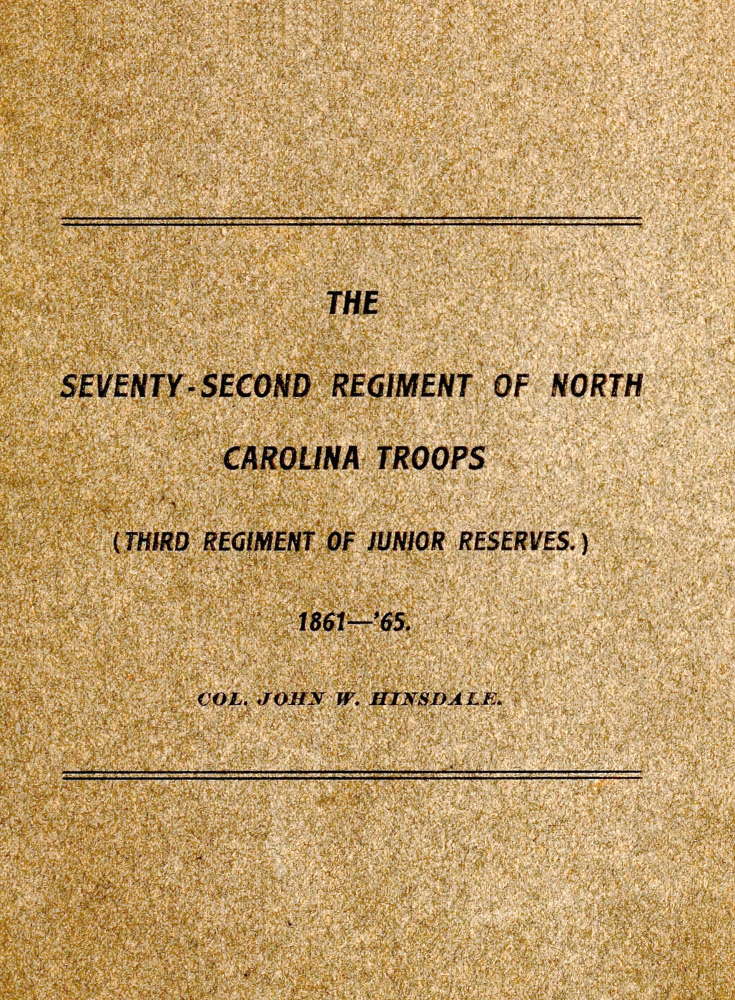 THE
SEVENTY-SECOND REGIMENT OF NORTH
CAROLINA TROOPS
(THIRD REGIMENT OF JUNIOR RESERVES.)
1861—'65.
COL. JOHN W. HINSDALE.